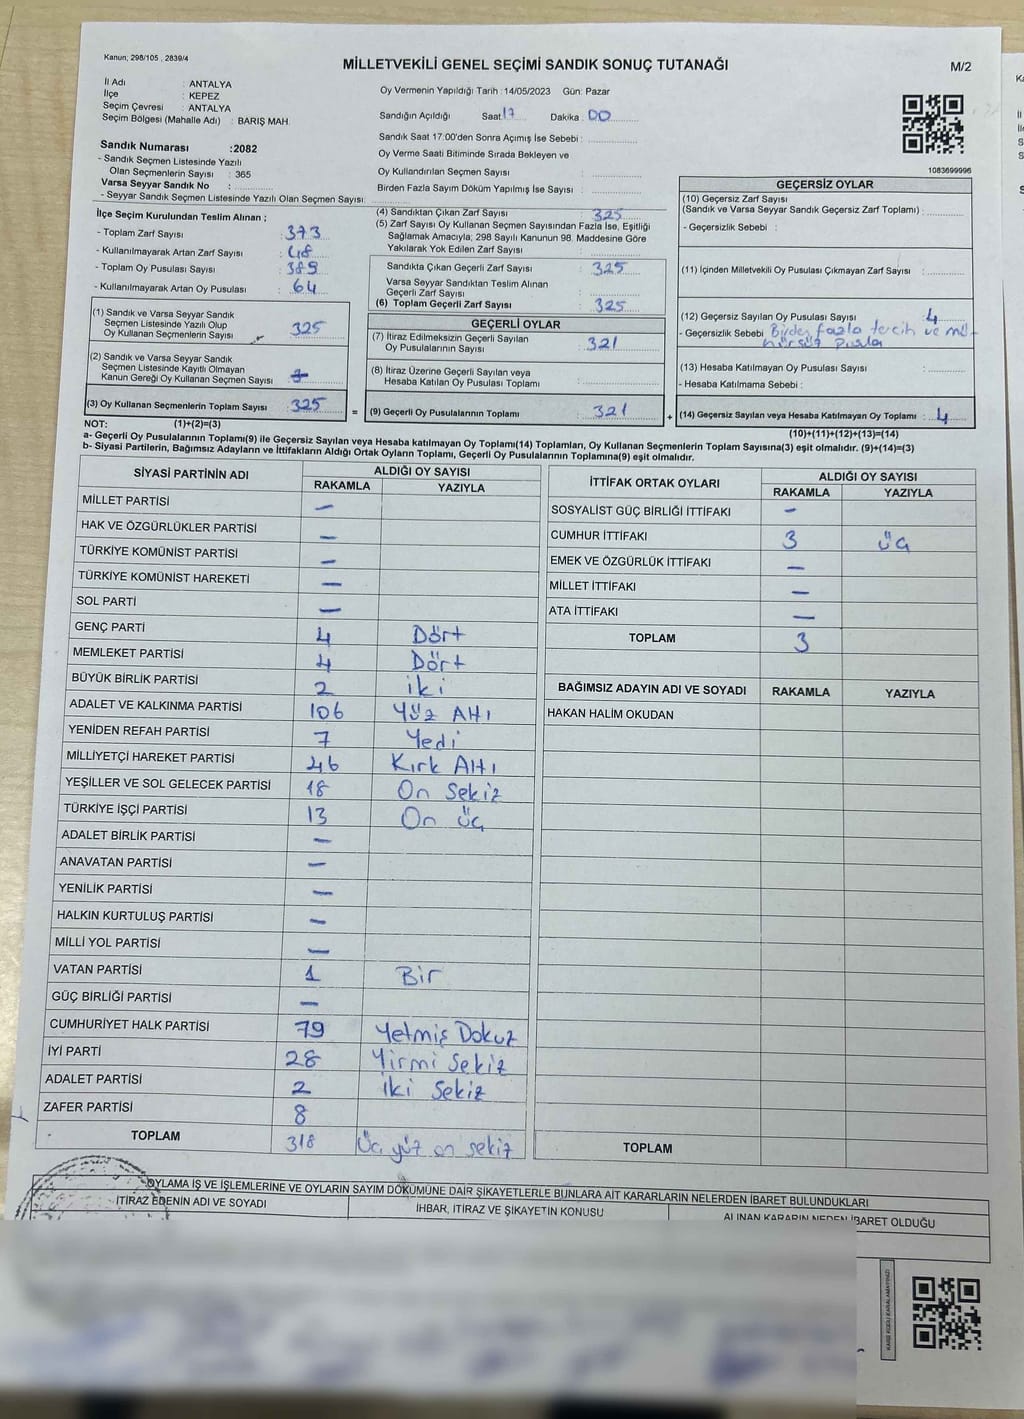 Kanun; 298/105 , 2839/4
MİLLETVEKİLİ GENEL SEÇİMİ SANDIK SONUÇ TUTANAĞI
M/2
İl Adı : ANTALYA
İlçe : KEPEZ
Seçim Çevresi : ANTALYA
Seçim Bölgesi (Mahalle Adı) : BARIŞ MAH.
Sandık Numarası :2082
- Sandık Seçmen Listesinde Yazılı
Olan Seçmenlerin Sayısı : 365
Varsa Seyyar Sandık No :
- Seyyar Sandık Seçmen Listesinde Yazılı Olan Seçmen Sayısı:
Oy Vermenin Yapıldığı Tarih : 14/05/2023 Gün: Pazar
Sandığın Açıldığı Saat 17 Dakika : 00
Sandık Saat 17:00'den Sonra Açımış İse Sebebi :
Oy Verme Saati Bitiminde Sırada Bekleyen ve
Oy Kullandırılan Seçmen Sayısı :
Birden Fazla Sayım Döküm Yapılmış İse Sayısı :
1083699996
İlçe Seçim Kurulundan Teslim Alınan ;
- Toplam Zarf Sayısı : 373
- Kullanılmayarak Artan Zarf Sayısı : 48
- Toplam Oy Pusulası Sayısı : 389
- Kullanılmayarak Artan Oy Pusulası : 64
(1) Sandık ve Varsa Seyyar Sandık
Seçmen Listesinde Yazılı Olup
Oy Kullanan Seçmenlerin Sayısı 325
(2) Sandık ve Varsa Seyyar Sandık
Seçmen Listesinde Kayıtlı Olmayan
Kanun Gereği Oy Kullanan Seçmen Sayısı
(3) Oy Kullanan Seçmenlerin Toplam Sayısı 325
(4) Sandıktan Çıkan Zarf Sayısı : 325
(5) Zarf Sayısı Oy Kullanan Seçmen Sayısından Fazla İse, Eşitliği
Sağlamak Amacıyla; 298 Sayılı Kanunun 98. Maddesine Göre
Yakılarak Yok Edilen Zarf Sayısı :
Sandıkta Çıkan Geçerli Zarf Sayısı : 325
Varsa Seyyar Sandıktan Teslim Alınan
Geçerli Zarf Sayısı :
(6) Toplam Geçerli Zarf Sayısı : 325
GEÇERLİ OYLAR
(7) İtiraz Edilmeksizin Geçerli Sayılan
Oy Pusulalarının Sayısı : 321
(8) İtiraz Üzerine Geçerli Sayılan veya
Hesaba Katılan Oy Pusulası Toplamı :
= (9) Geçerli Oy Pusulalarının Toplamı : 321
GEÇERSİZ OYLAR
(10) Geçersiz Zarf Sayısı
(Sandık ve Varsa Seyyar Sandık Geçersiz Zarf Toplamı) :
- Geçersizlik Sebebi :
(11) İçinden Milletvekili Oy Pusulası Çıkmayan Zarf Sayısı :
(12) Geçersiz Sayılan Oy Pusulası Sayısı : 4
- Geçersizlik Sebebi Birden fazla tercih ve mü-
hürsüz pusla
(13) Hesaba Katılmayan Oy Pusulası Sayısı :
- Hesaba Katılmama Sebebi :
+ (14) Geçersiz Sayılan veya Hesaba Katılmayan Oy Toplamı : 4
NOT: (1)+(2)=(3)
(10)+(11)+(12)+(13)=(14)
a- Geçerli Oy Pusulalarının Toplamı(9) ile Geçersiz Sayılan veya Hesaba katılmayan Oy Toplamı(14) Toplamları, Oy Kullanan Seçmenlerin Toplam Sayısına(3) eşit olmalıdır. (9)+(14)=(3)
b- Siyasi Partilerin, Bağımsız Adayların ve İttifakların Aldığı Ortak Oyların Toplamı, Geçerli Oy Pusulalarının Toplamına(9) eşit olmalıdır.
SİYASİ PARTİNİN ADI ALDIĞI OY SAYISI
RAKAMLA YAZIYLA
MİLLET PARTİSİ –
HAK VE ÖZGÜRLÜKLER PARTİSİ –
TÜRKİYE KOMÜNİST PARTİSİ –
TÜRKİYE KOMÜNİST HAREKETİ –
SOL PARTİ –
GENÇ PARTİ 4 Dört
MEMLEKET PARTİSİ 4 Dört
BÜYÜK BİRLİK PARTİSİ 2 iki
ADALET VE KALKINMA PARTİSİ 106 Yüz Altı
YENİDEN REFAH PARTİSİ 7 Yedi
MİLLİYETÇİ HAREKET PARTİSİ 46 Kırk Altı
YEŞİLLER VE SOL GELECEK PARTİSİ 18 On Sekiz
TÜRKİYE İŞÇİ PARTİSİ 13 On üç
ADALET BİRLİK PARTİSİ –
ANAVATAN PARTİSİ –
YENİLİK PARTİSİ –
HALKIN KURTULUŞ PARTİSİ –
MİLLİ YOL PARTİSİ –
VATAN PARTİSİ 1 Bir
GÜÇ BİRLİĞİ PARTİSİ –
CUMHURİYET HALK PARTİSİ 79 Yetmiş Dokuz
İYİ PARTİ 28 Yirmi Sekiz
ADALET PARTİSİ 2 iki Sekiz
ZAFER PARTİSİ 8
TOPLAM 318 Üç yüz on sekiz
İTTİFAK ORTAK OYLARI ALDIĞI OY SAYISI
RAKAMLA YAZIYLA
SOSYALİST GÜÇ BİRLİĞİ İTTİFAKI –
CUMHUR İTTİFAKI 3 üç
EMEK VE ÖZGÜRLÜK İTTİFAKI –
MİLLET İTTİFAKI –
ATA İTTİFAKI –
TOPLAM 3
BAĞIMSIZ ADAYIN ADI VE SOYADI RAKAMLA YAZIYLA
HAKAN HALİM OKUDAN
TOPLAM
OYLAMA İŞ VE İŞLEMLERİNE VE OYLARIN SAYIM DÖKÜMÜNE DAİR ŞİKAYETLERLE BUNLARA AİT KARARLARIN NELERDEN İBARET BULUNDUKLARI
İTİRAZ EDENİN ADI VE SOYADI İHBAR, İTİRAZ VE ŞİKAYETİN KONUSU ALINAN KARARIN NEDEN İBARET OLDUĞU